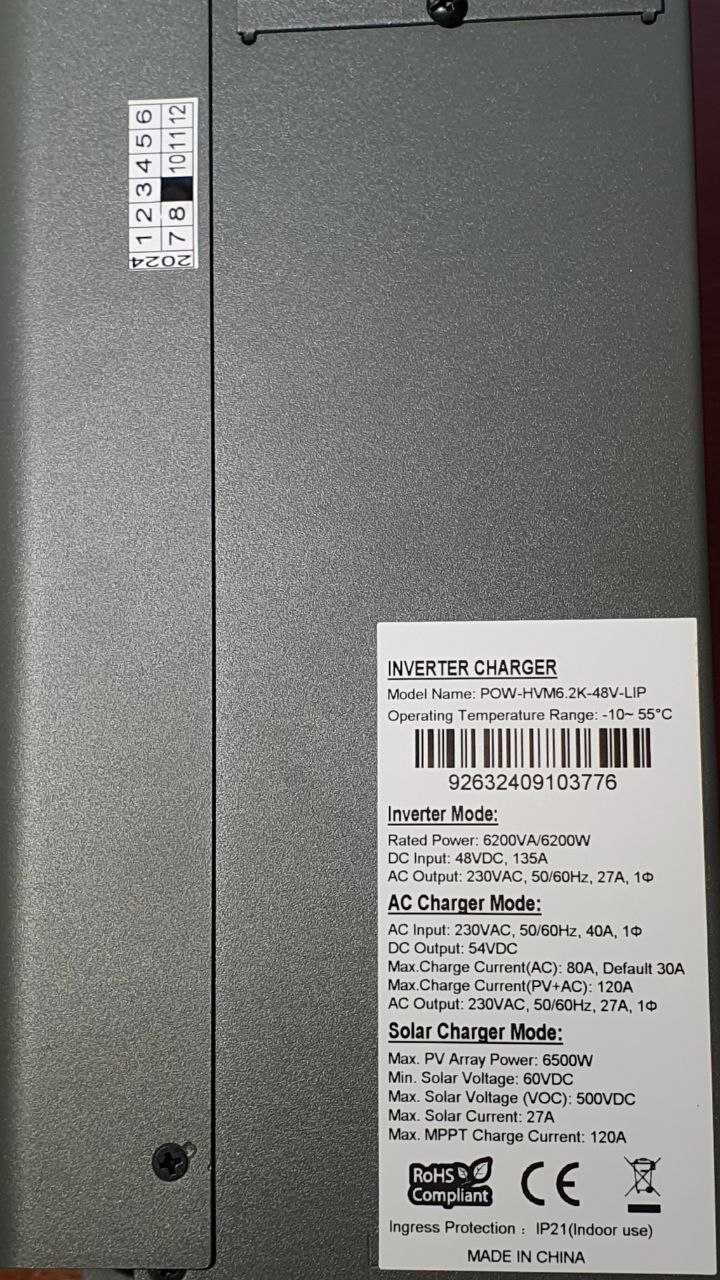 1 2 3 4 5 6
2024
7 8 10 11 12
INVERTER CHARGER
Model Name: POW-HVM6.2K-48V-LIP
Operating Temperature Range: -10~ 55°C
92632409103776
Inverter Mode:
Rated Power: 6200VA/6200W
DC Input: 48VDC, 135A
AC Output: 230VAC, 50/60Hz, 27A, 1Φ
AC Charger Mode:
AC Input: 230VAC, 50/60Hz, 40A, 1Φ
DC Output: 54VDC
Max.Charge Current(AC): 80A, Default 30A
Max.Charge Current(PV+AC): 120A
AC Output: 230VAC, 50/60Hz, 27A, 1Φ
Solar Charger Mode:
Max. PV Array Power: 6500W
Min. Solar Voltage: 60VDC
Max. Solar Voltage (VOC): 500VDC
Max. Solar Current: 27A
Max. MPPT Charge Current: 120A
RoHS
Compliant
CE
Ingress Protection : IP21(Indoor use)
MADE IN CHINA